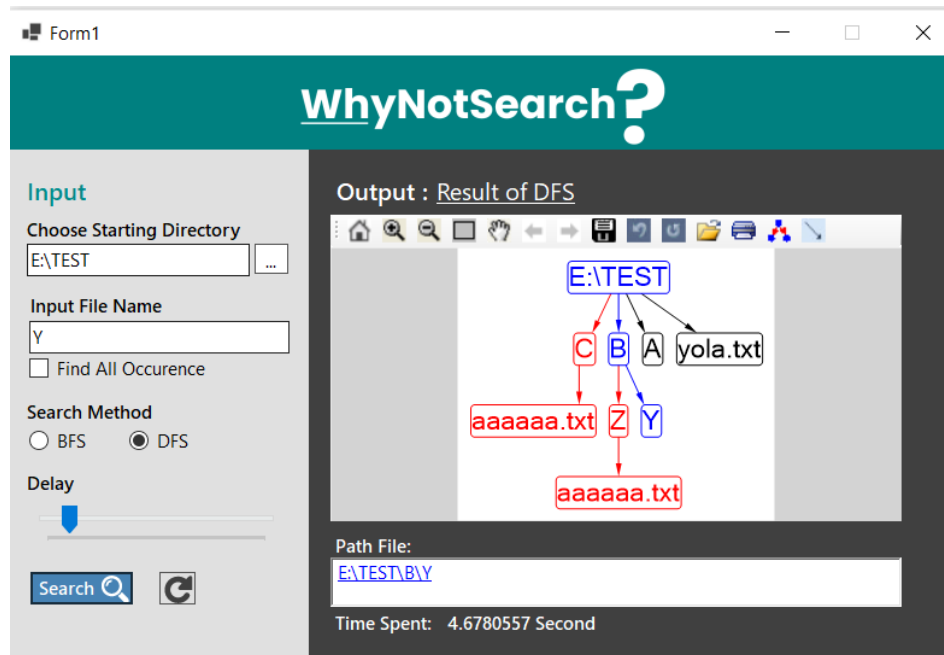 Form1
WhyNotSearch?
Input
Choose Starting Directory
E:\TEST
...
Input File Name
Y
Find All Occurence
Search Method
BFS DFS
Delay
Search
Output : Result of DFS
E:\TEST
C B A yola.txt
aaaaaa.txt Z Y
aaaaaa.txt
Path File:
E:\TEST\B\Y
Time Spent: 4.6780557 Second